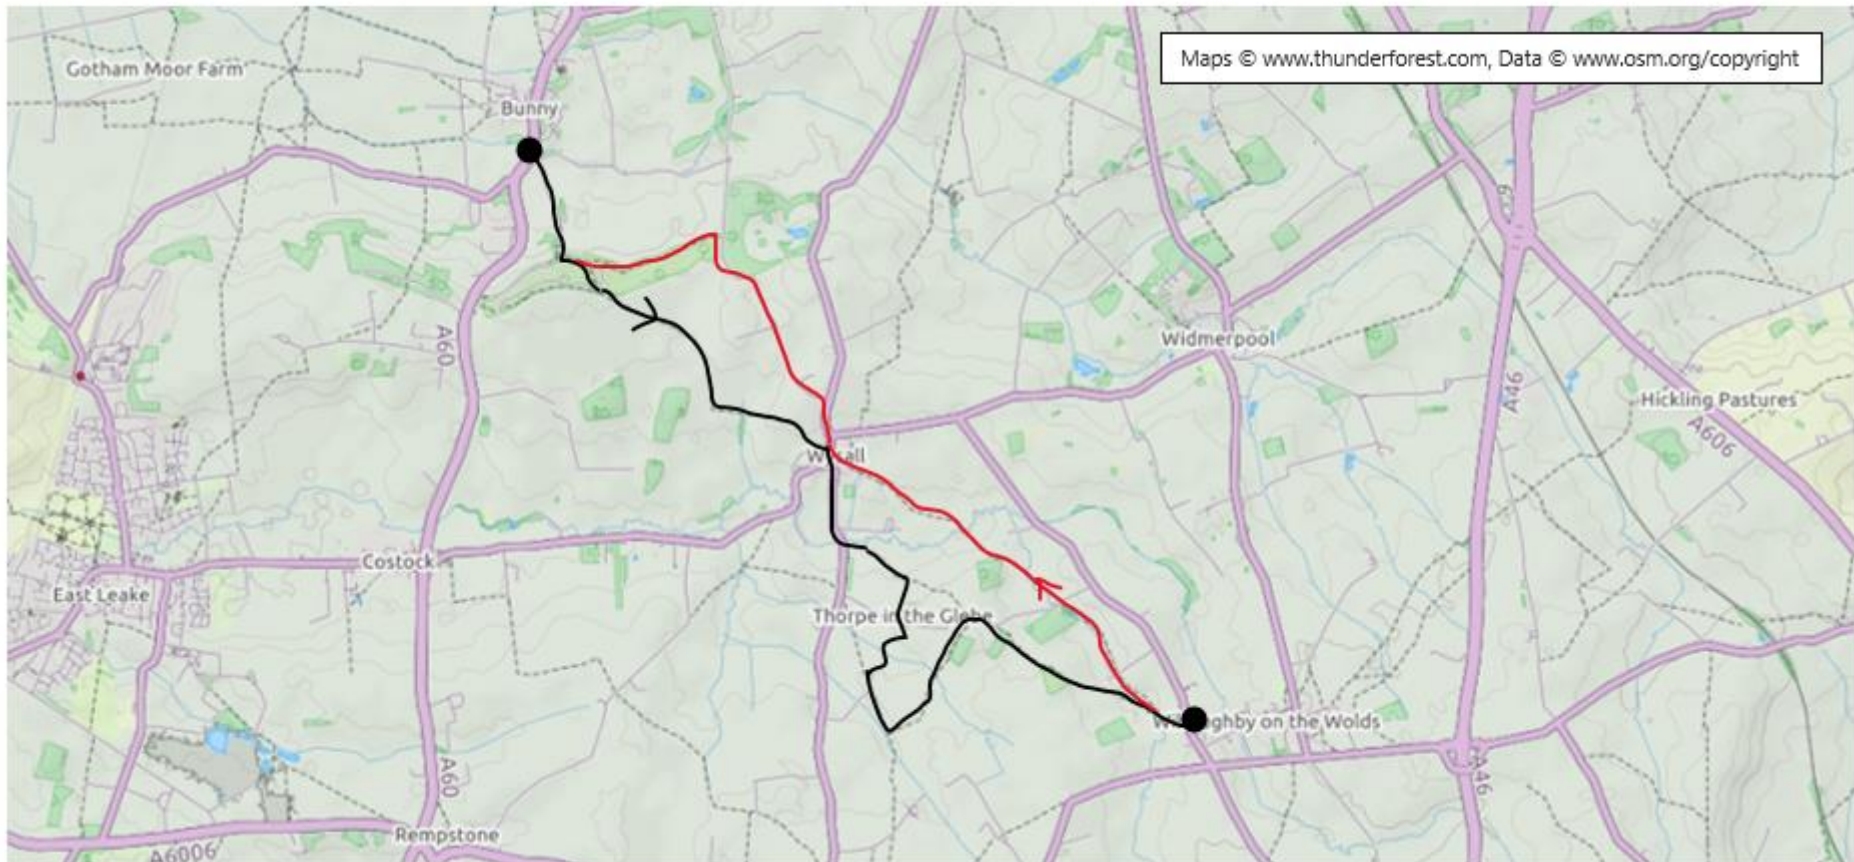 Maps © www.thunderforest.com, Data © www.osm.org/copyright
Gotham Moor Farm
Bunny
A60
Widmerpool
A46
Hickling Pastures
A606
Costock
East Leake
Thorpe in the Glebe
on the Wolds
A60
A46
Rempstone
A6006